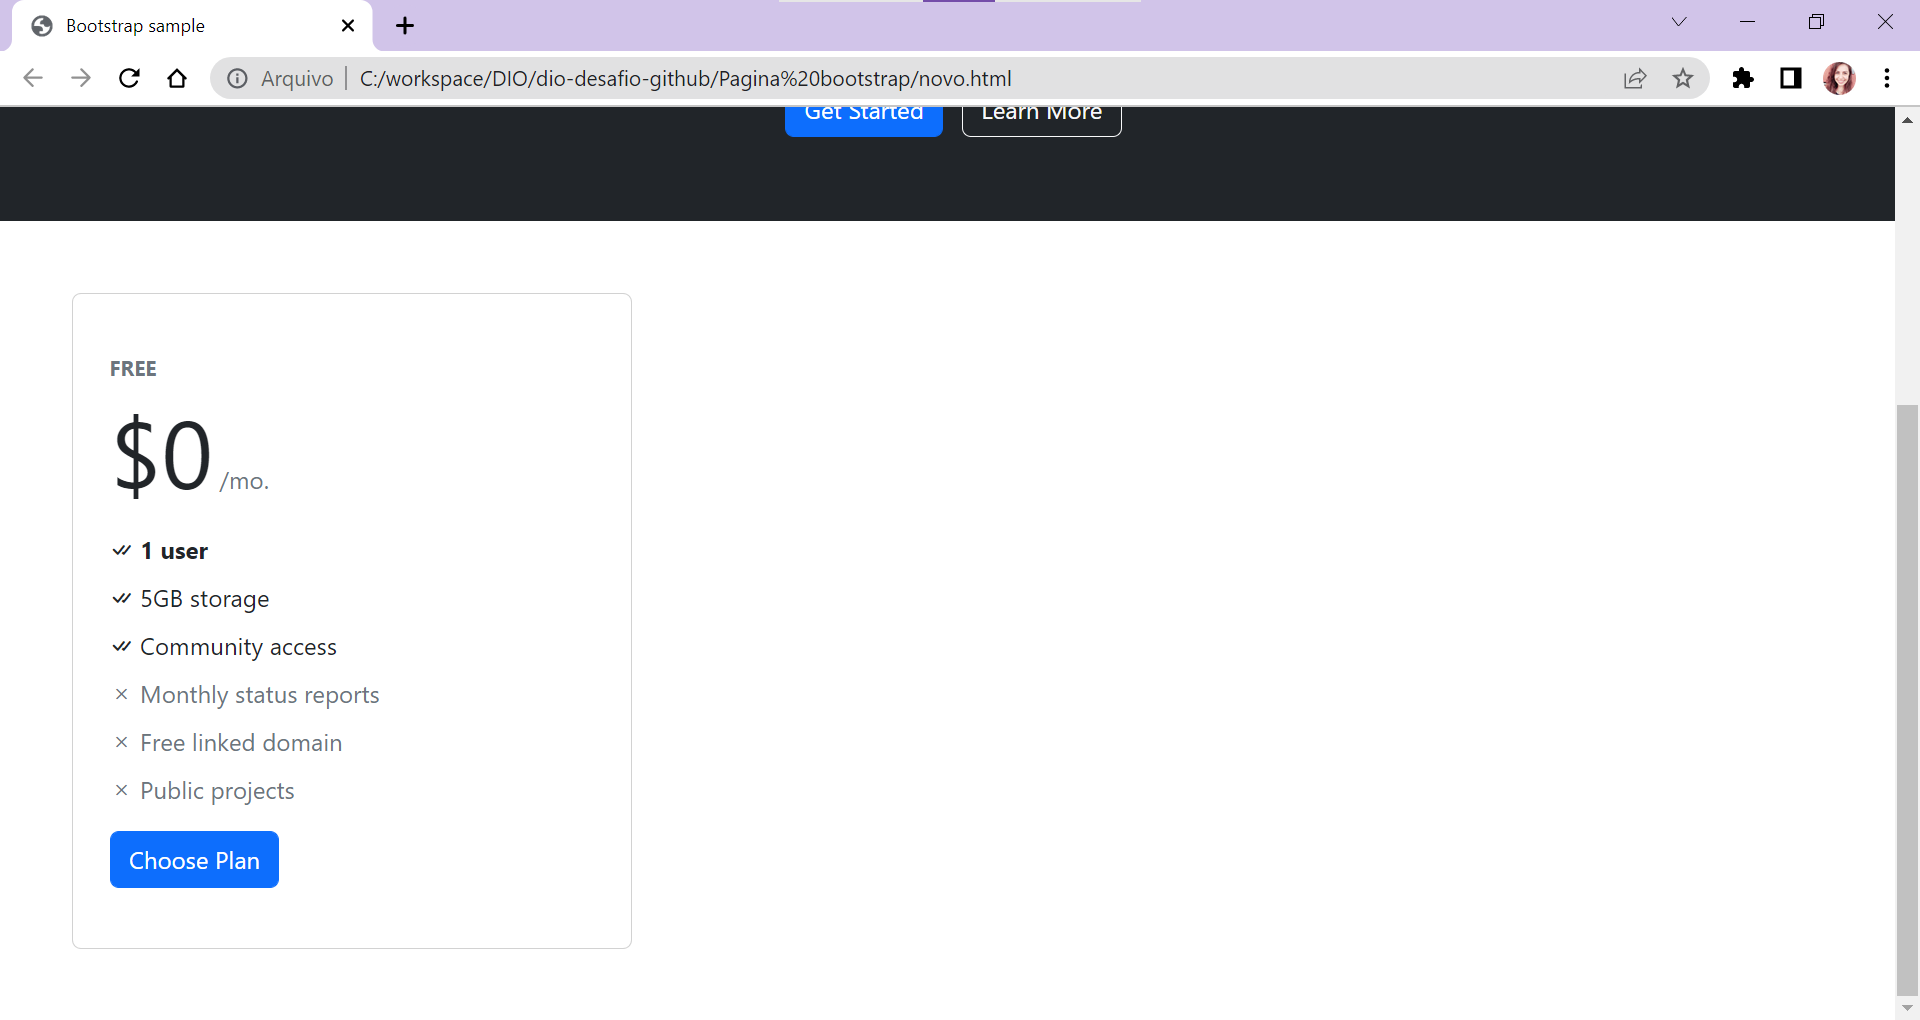 Bootstrap sample
Arquivo | C:/workspace/DIO/dio-desafio-github/Pagina%20bootstrap/novo.html
Get Started Learn More
FREE
$0 /mo.
1 user
5GB storage
Community access
Monthly status reports
Free linked domain
Public projects
Choose Plan